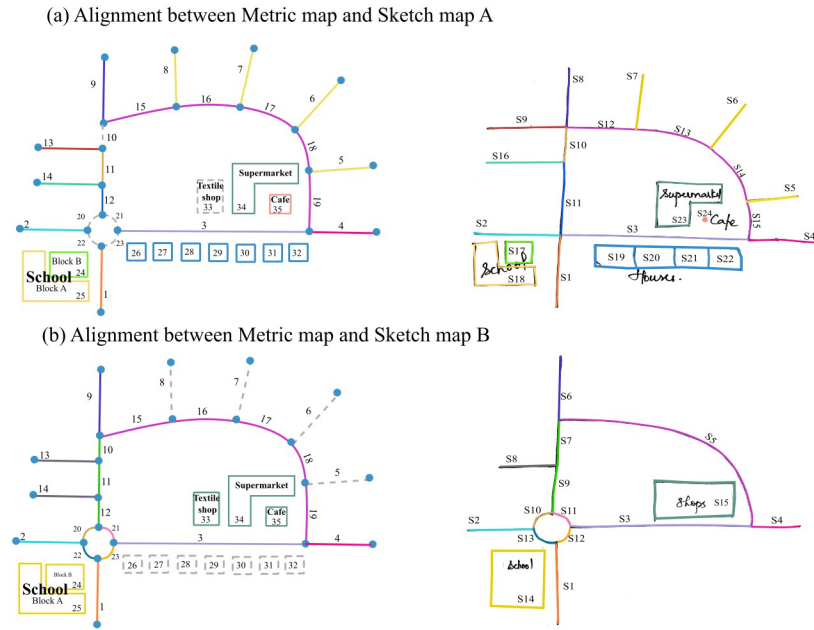 (a) Alignment between Metric map and Sketch map A
9
8
7
6
15
16
17
13
10
18
11
5
14
12
Textile
shop
33
Supermarket
34
Cafe
35
19
2
20
21
3
4
22
23
26
27
28
29
30
31
32
Block B
24
School
Block A
25
1
S8
S7
S6
S9
S12
S13
S10
S16
S14
S11
Supermarket
S23
S24
Cafe
S5
S15
S2
S3
S4
S17
School
S18
S1
S19
S20
S21
S22
Houses.
(b) Alignment between Metric map and Sketch map B
9
8
7
6
15
16
17
10
13
18
11
5
14
12
Textile
shop
33
Supermarket
34
Cafe
35
19
2
20
21
3
4
22
23
26
27
28
29
30
31
32
Block B
24
School
Block A
25
1
S6
S7
S5
S8
S9
Shops
S15
S10
S11
S2
S3
S4
S13
S12
School
S14
S1